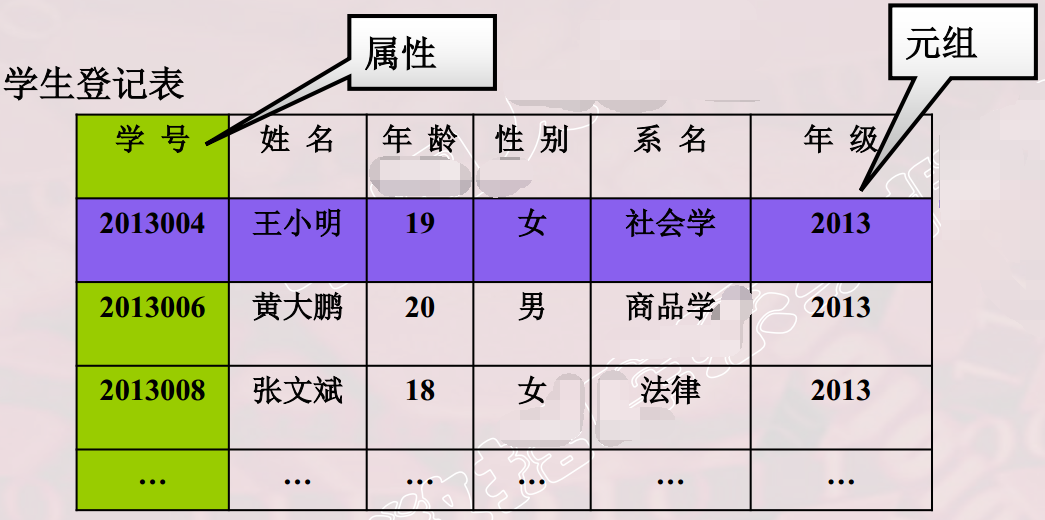 属性
元组
学生登记表
学 号 姓 名 年 龄 性 别 系 名 年 级
2013004 王小明 19 女 社会学 2013
2013006 黄大鹏 20 男 商品学 2013
2013008 张文斌 18 女 法律 2013
… … … … … …